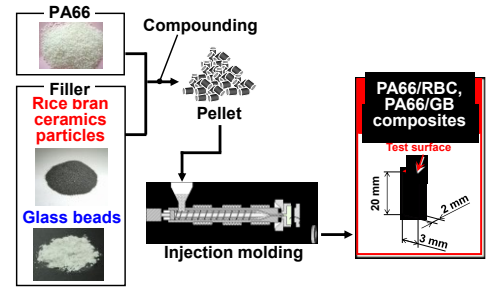 PA66
Compounding
Filler
Rice bran
ceramics
particles
Glass beads
Pellet
Injection molding
PA66/RBC,
PA66/GB
composites
Test surface
20 mm
2 mm
3 mm